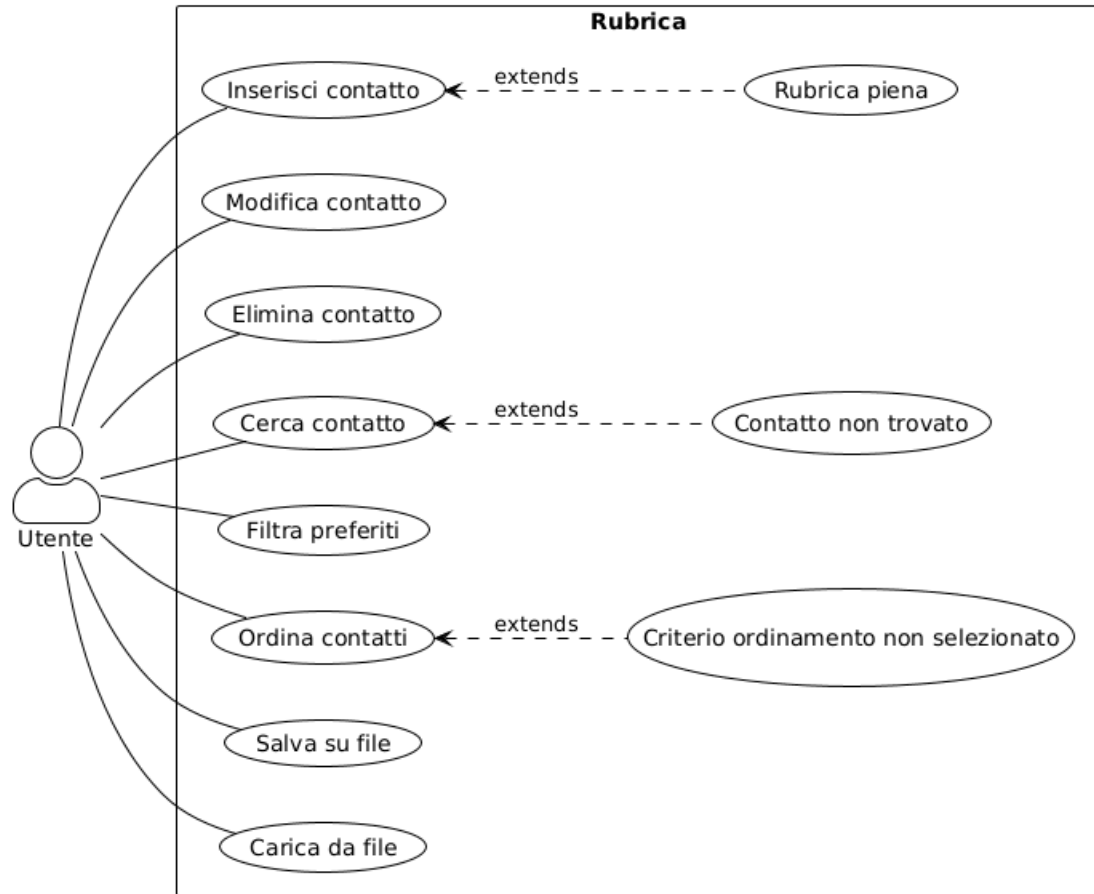 Rubrica
Inserisci contatto
extends
Rubrica piena
Modifica contatto
Elimina contatto
Cerca contatto
extends
Contatto non trovato
Utente
Filtra preferiti
Ordina contatti
extends
Criterio ordinamento non selezionato
Salva su file
Carica da file